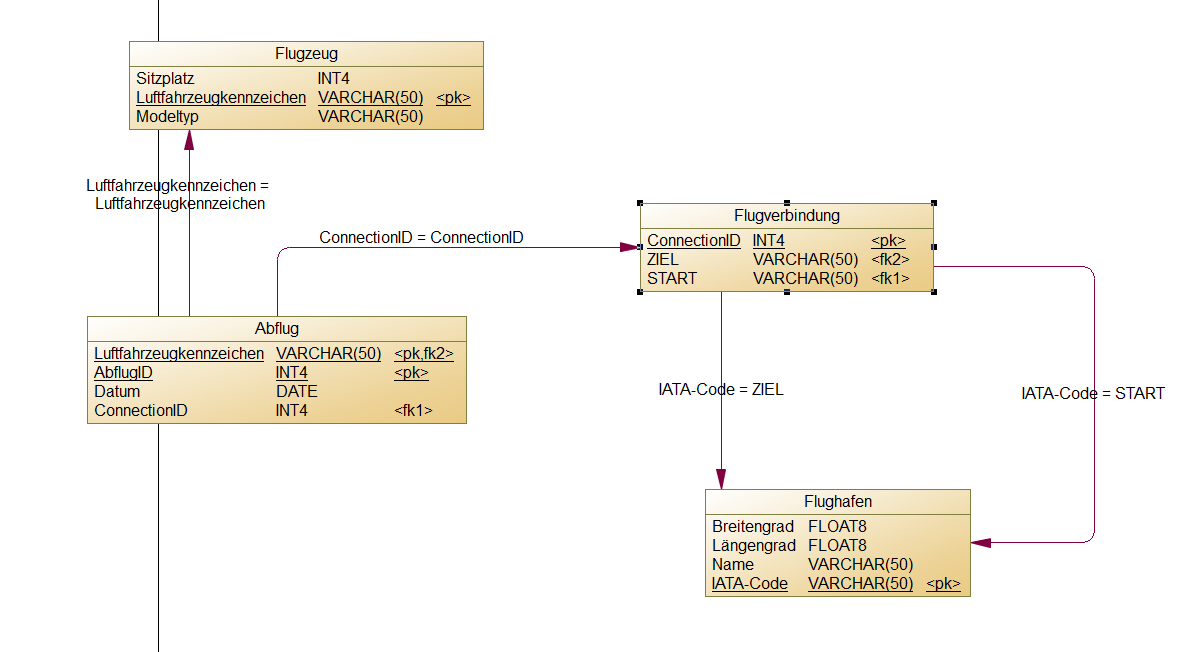 Flugzeug
Sitzplatz INT4
Luftfahrzeugkennzeichen VARCHAR(50) <pk>
Modeltyp VARCHAR(50)
Luftfahrzeugkennzeichen =
Luftfahrzeugkennzeichen
ConnectionID = ConnectionID
Flugverbindung
ConnectionID INT4 <pk>
ZIEL VARCHAR(50) <fk2>
START VARCHAR(50) <fk1>
Abflug
Luftfahrzeugkennzeichen VARCHAR(50) <pk,fk2>
AbflugID INT4 <pk>
Datum DATE
ConnectionID INT4 <fk1>
IATA-Code = ZIEL
IATA-Code = START
Flughafen
Breitengrad FLOAT8
Längengrad FLOAT8
Name VARCHAR(50)
IATA-Code VARCHAR(50) <pk>